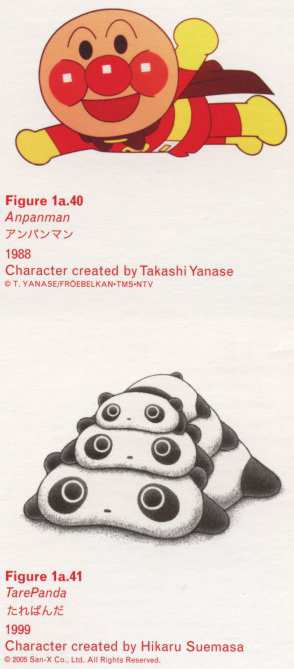 Figure 1a.40
Anpanman
アンパンマン
1988
Character created by Takashi Yanase
© T. YANASE/FRÖEBELKAN•TMS•NTV
Figure 1a.41
TarePanda
たれぱんだ
1999
Character created by Hikaru Suemasa
© 2005 San-X Co., Ltd. All Rights Reserved.